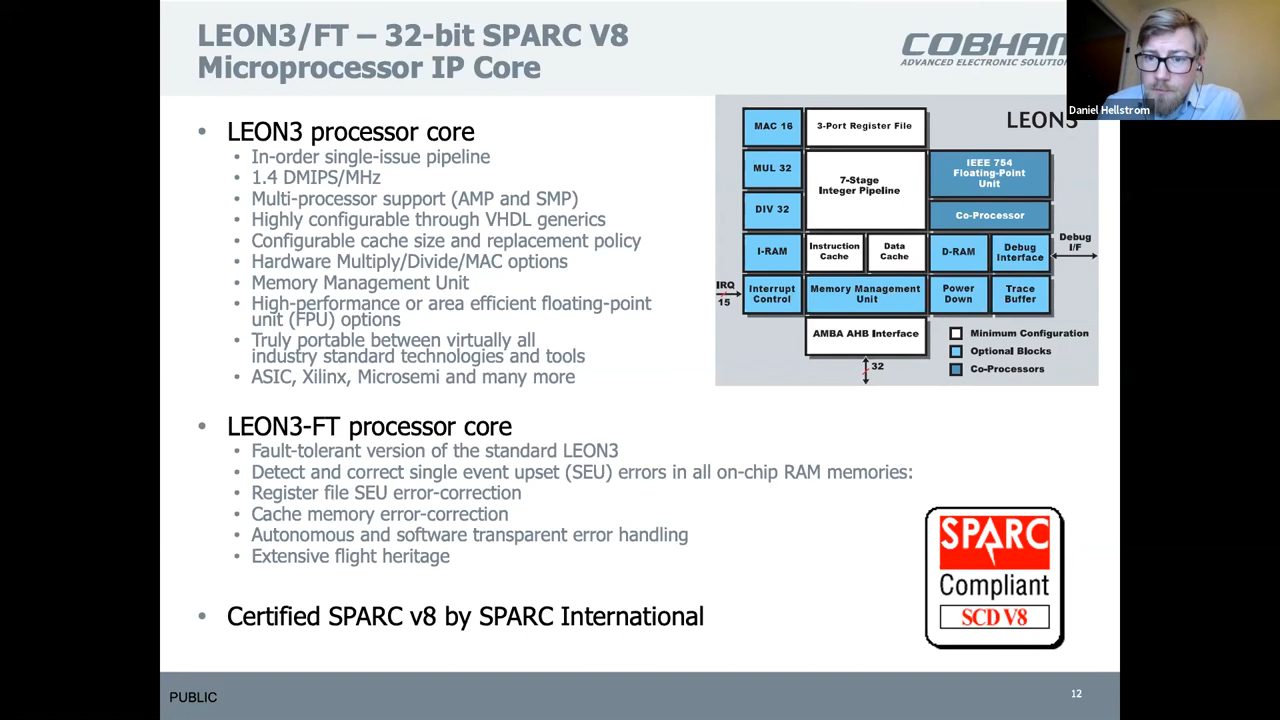 LEON3/FT – 32-bit SPARC V8
Microprocessor IP Core
COBHAM
ADVANCED ELECTRONIC SOLUTIONS
Daniel Hellstrom
• LEON3 processor core
• In-order single-issue pipeline
• 1.4 DMIPS/MHz
• Multi-processor support (AMP and SMP)
• Highly configurable through VHDL generics
• Configurable cache size and replacement policy
• Hardware Multiply/Divide/MAC options
• Memory Management Unit
• High-performance or area efficient floating-point
unit (FPU) options
• Truly portable between virtually all
industry standard technologies and tools
• ASIC, Xilinx, Microsemi and many more
LEON3
MAC 16
3-Port Register File
MUL 32
7-Stage
Integer Pipeline
IEEE 754
Floating-Point
Unit
DIV 32
Co-Processor
I-RAM
Instruction
Cache
Data
Cache
D-RAM
Debug
Interface
Debug
I/F
IRQ
15
Interrupt
Control
Memory Management
Unit
Power
Down
Trace
Buffer
AMBA AHB Interface
32
Minimum Configuration
Optional Blocks
Co-Processors
• LEON3-FT processor core
• Fault-tolerant version of the standard LEON3
• Detect and correct single event upset (SEU) errors in all on-chip RAM memories:
• Register file SEU error-correction
• Cache memory error-correction
• Autonomous and software transparent error handling
• Extensive flight heritage
• Certified SPARC v8 by SPARC International
SPARC
Compliant
SCD V8
PUBLIC
12